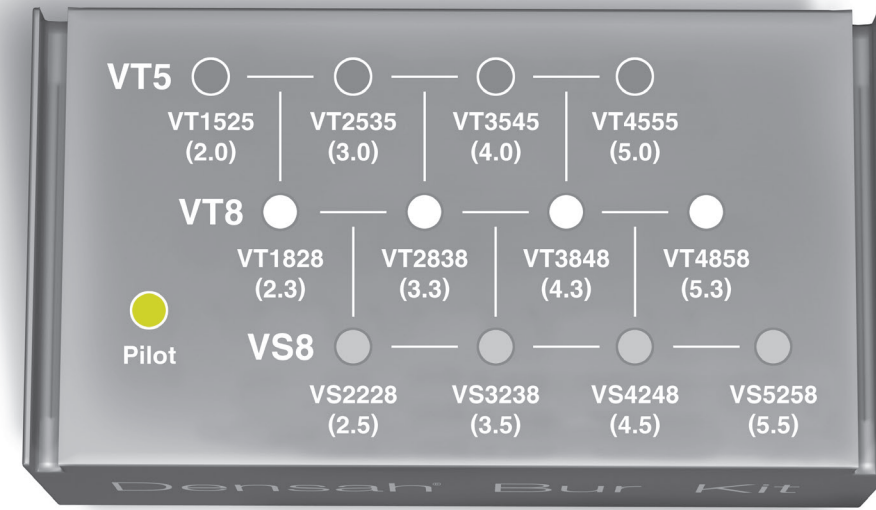 VT5
VT1525 VT2535 VT3545 VT4555
(2.0) (3.0) (4.0) (5.0)
VT8
VT1828 VT2838 VT3848 VT4858
(2.3) (3.3) (4.3) (5.3)
Pilot
VS8
VS2228 VS3238 VS4248 VS5258
(2.5) (3.5) (4.5) (5.5)
Densah® Bur Kit